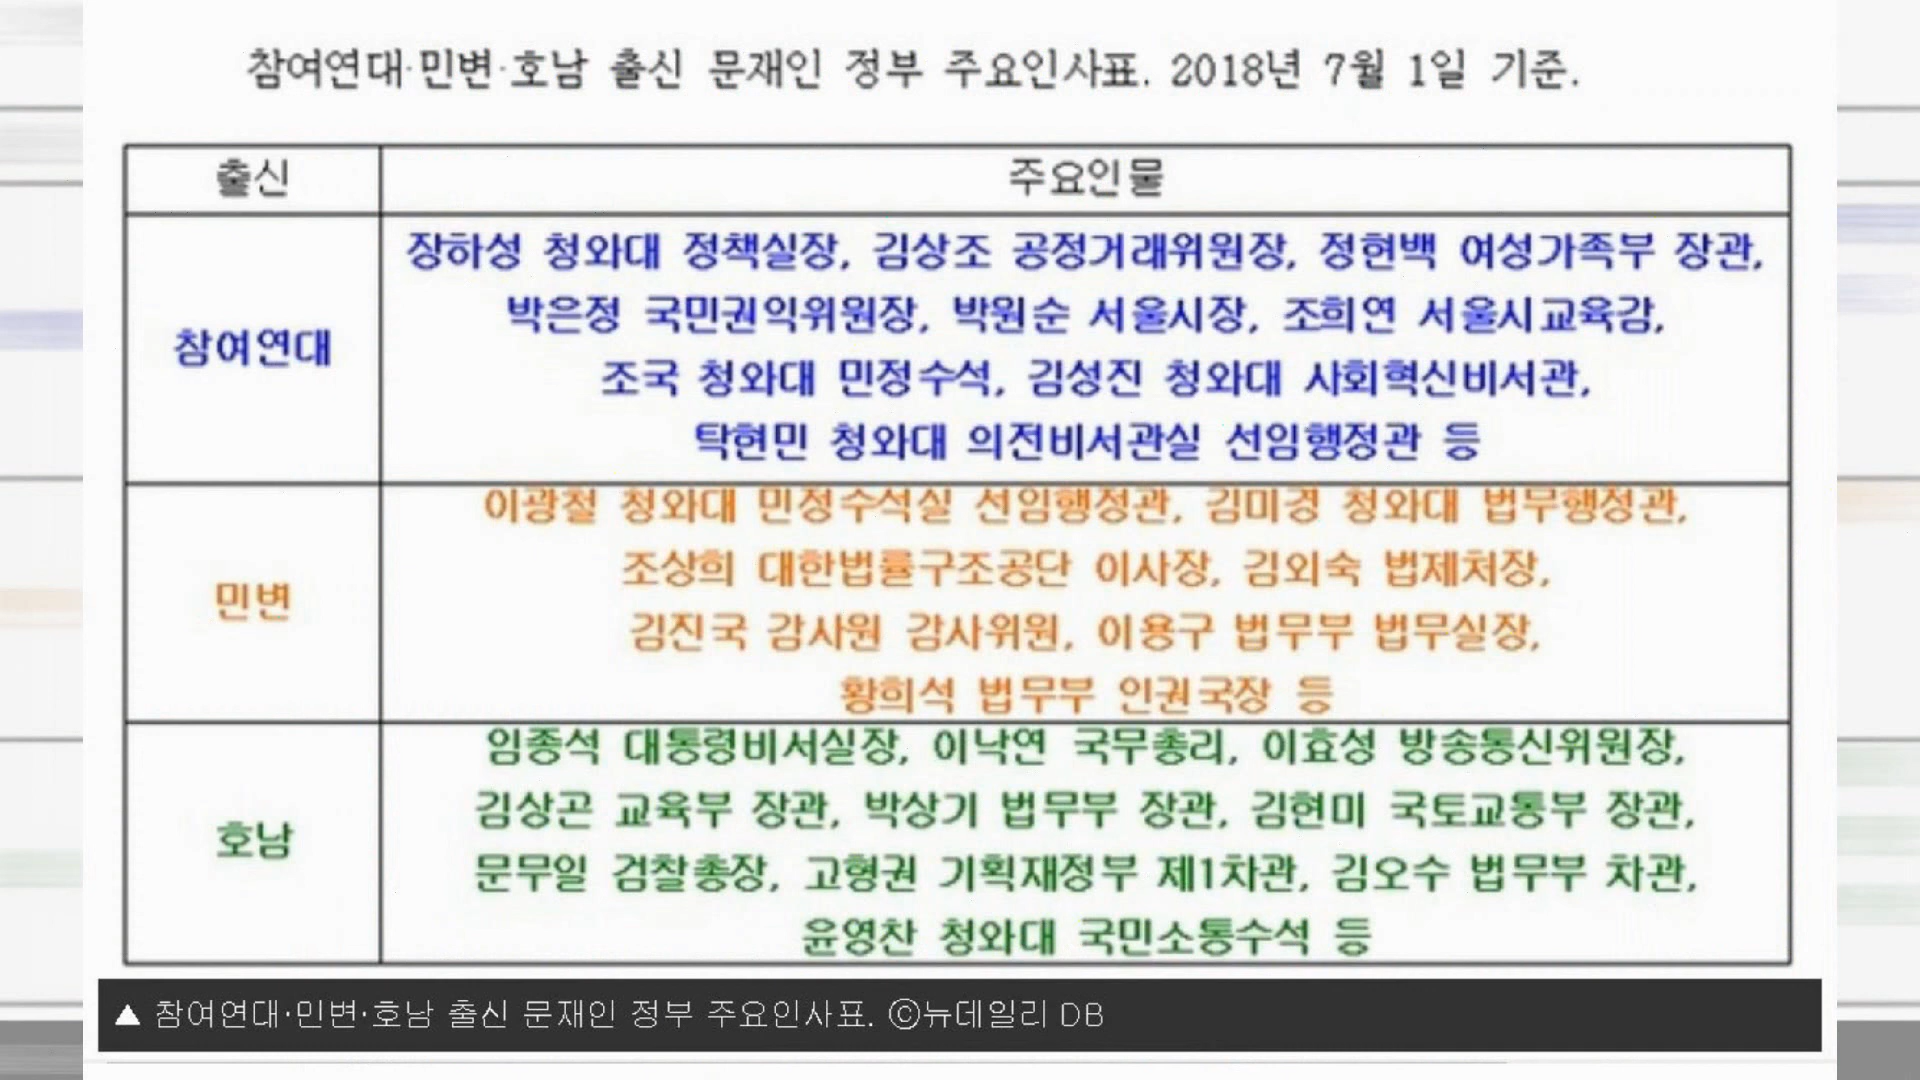 참여연대·민변·호남 출신 문재인 정부 주요인사표. 2018년 7월 1일 기준.
출신 주요인물
참여연대
장하성 청와대 정책실장, 김상조 공정거래위원장, 정현백 여성가족부 장관,
박은정 국민권익위원장, 박원순 서울시장, 조희연 서울시교육감,
조국 청와대 민정수석, 김성진 청와대 사회혁신비서관,
탁현민 청와대 의전비서관실 선임행정관 등
민변
이광철 청와대 민정수석실 선임행정관, 김미경 청와대 법무행정관,
조상희 대한법률구조공단 이사장, 김외숙 법제처장,
김진국 감사원 감사위원, 이용구 법무부 법무실장,
황희석 법무부 인권국장 등
호남
임종석 대통령비서실장, 이낙연 국무총리, 이효성 방송통신위원장,
김상곤 교육부 장관, 박상기 법무부 장관, 김현미 국토교통부 장관,
문무일 검찰총장, 고형권 기획재정부 제1차관, 김오수 법무부 차관,
윤영찬 청와대 국민소통수석 등
▲ 참여연대·민변·호남 출신 문재인 정부 주요인사표. ⓒ뉴데일리 DB